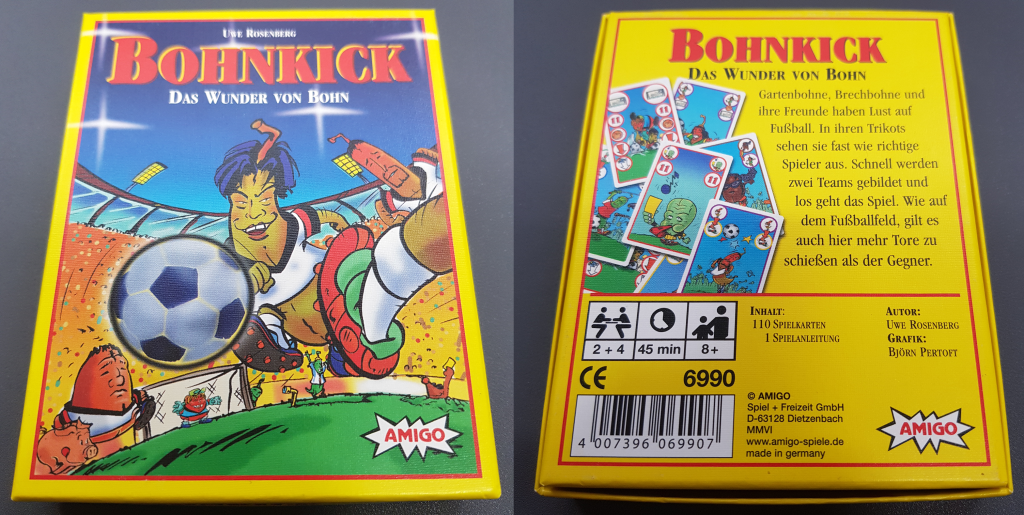 Uwe Rosenberg
BOHNKICK
Das Wunder von Bohn
AMIGO
BOHNKICK
Das Wunder von Bohn
Gartenbohne, Brechbohne und
ihre Freunde haben Lust auf
Fußball. In ihren Trikots
sehen sie fast wie richtige
Spieler aus. Schnell werden
zwei Teams gebildet und
los geht das Spiel. Wie auf
dem Fußballfeld, gilt es
auch hier mehr Tore zu
schießen als der Gegner.
2 + 4
45 min
8+
CE
6990
4 007396 069907
Inhalt:
110 Spielkarten
1 Spielanleitung
Autor:
Uwe Rosenberg
Grafik:
Björn Pertoft
© AMIGO
Spiel + Freizeit GmbH
D-63128 Dietzenbach
MMVI
www.amigo-spiele.de
made in germany
AMIGO